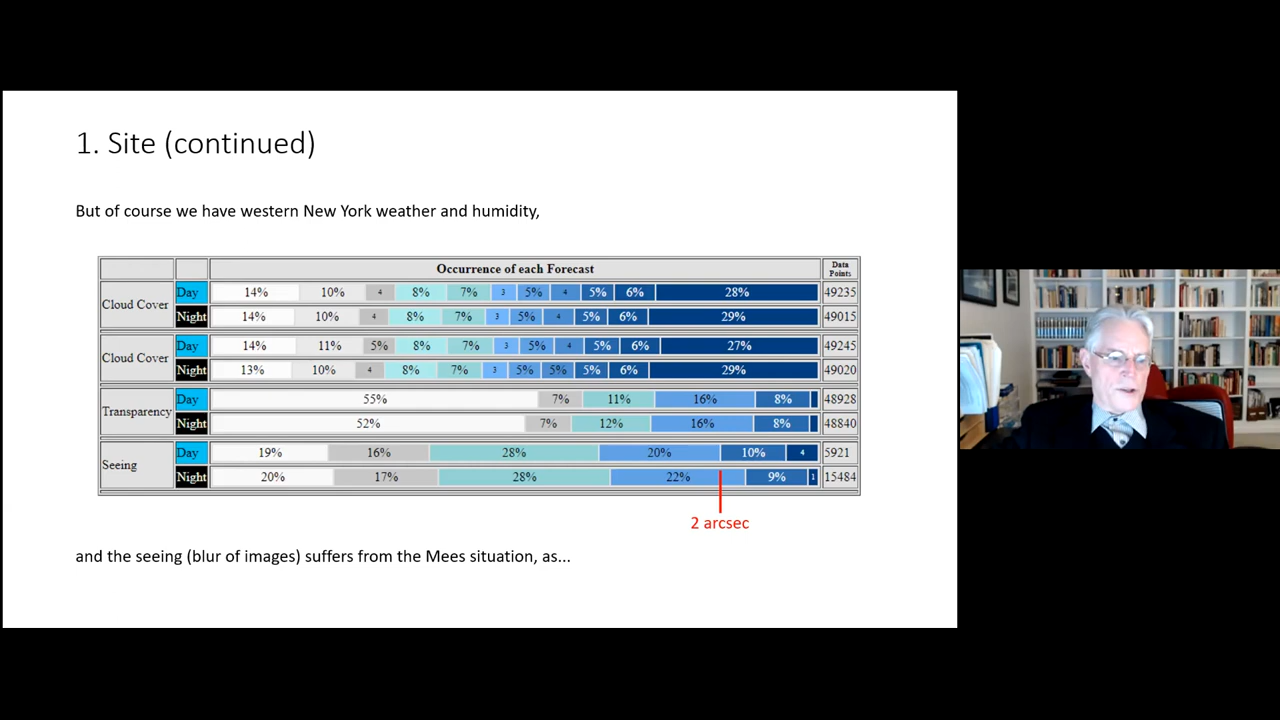 1. Site (continued)
But of course we have western New York weather and humidity,
Occurrence of each Forecast Data Points
Cloud Cover Day 14% 10% 4 8% 7% 3 5% 4 5% 6% 28% 49235
Night 14% 10% 4 8% 7% 3 5% 4 5% 6% 29% 49015
Cloud Cover Day 14% 11% 5% 8% 7% 3 5% 4 5% 6% 27% 49245
Night 13% 10% 4 8% 7% 3 5% 5% 5% 6% 29% 49020
Transparency Day 55% 7% 11% 16% 8% 48928
Night 52% 7% 12% 16% 8% 48840
Seeing Day 19% 16% 28% 20% 10% 4 5921
Night 20% 17% 28% 22% 9% 1 15484
2 arcsec
and the seeing (blur of images) suffers from the Mees situation, as...